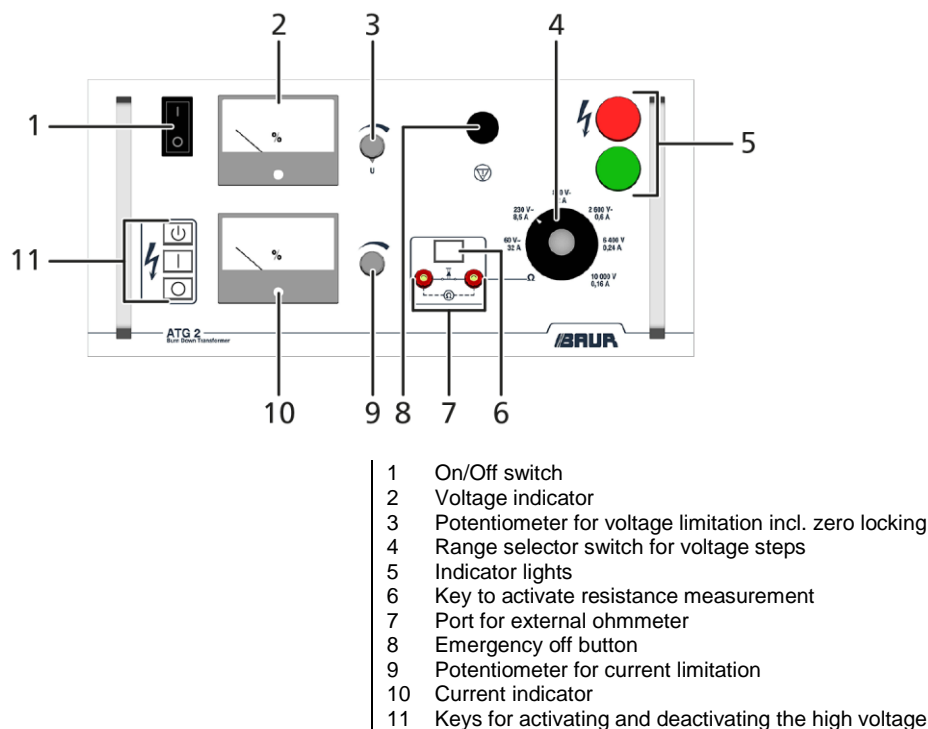 2 3 4
1
I
O
%
U
5
8
2 600 V~
230 V~
0,6 A
8,5 A
60 V~
6 400 V
32 A
0,24 A
11
I
%
Ω
10 000 V
0,16 A
Ω
ATG 2
Burn Down Transformer
BAUR
10 9 8 7 6
1 On/Off switch
2 Voltage indicator
3 Potentiometer for voltage limitation incl. zero locking
4 Range selector switch for voltage steps
5 Indicator lights
6 Key to activate resistance measurement
7 Port for external ohmmeter
8 Emergency off button
9 Potentiometer for current limitation
10 Current indicator
11 Keys for activating and deactivating the high voltage